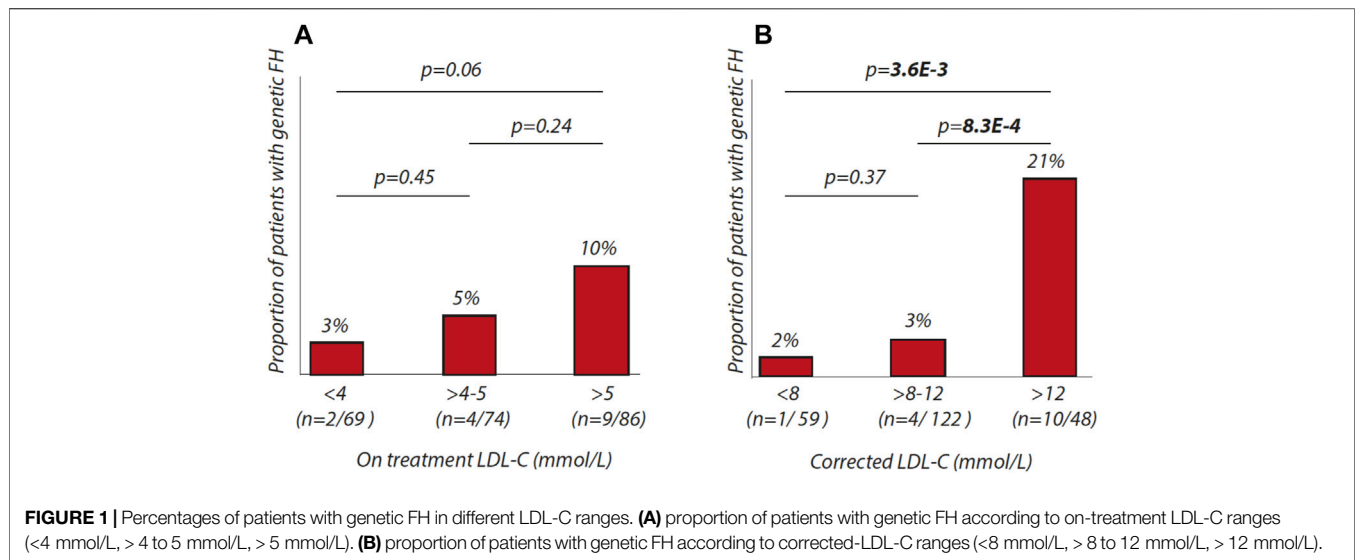 A
Proportion of patients with genetic FH
p=0.06
p=0.24
p=0.45
3%
5%
10%
<4
(n=2/69 )
>4-5
(n=4/74)
>5
(n=9/86)
On treatment LDL-C (mmol/L)
B
Proportion of patients with genetic FH
p=3.6E-3
p=8.3E-4
p=0.37
2%
3%
21%
<8
(n=1/ 59 )
>8-12
(n=4/ 122 )
>12
(n=10/48)
Corrected LDL-C (mmol/L)
FIGURE 1 | Percentages of patients with genetic FH in different LDL-C ranges. (A) proportion of patients with genetic FH according to on-treatment LDL-C ranges
(<4 mmol/L, > 4 to 5 mmol/L, > 5 mmol/L). (B) proportion of patients with genetic FH according to corrected-LDL-C ranges (<8 mmol/L, > 8 to 12 mmol/L, > 12 mmol/L).